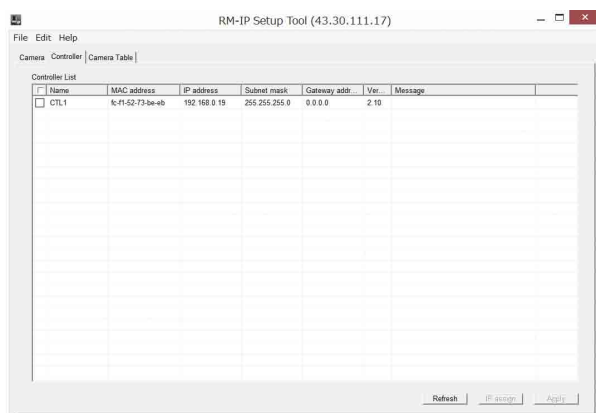 RM-IP Setup Tool (43.30.111.17)
File Edit Help
Camera Controller Camera Table
Controller List
Name MAC address IP address Subnet mask Gateway addr... Ver... Message
CTL1 fc-f1-52-73-be-eb 192.168.0.19 255.255.255.0 0.0.0.0 2.10
Refresh IP assign Apply